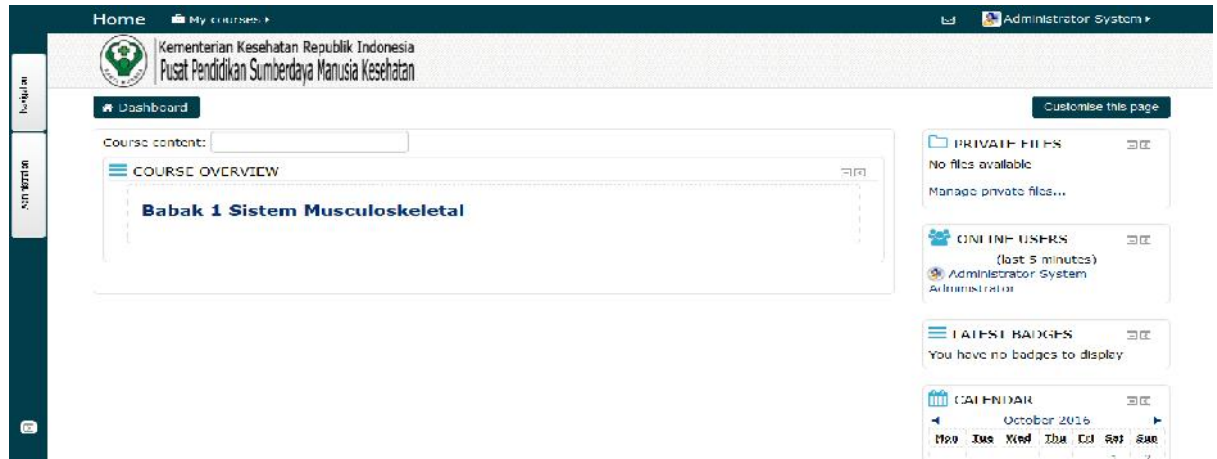 Home My courses
Administrator System
Kementerian Kesehatan Republik Indonesia
Pusat Pendidikan Sumberdaya Manusia Kesehatan
Navigation
Administration
Dashboard
Customise this page
Course content:
COURSE OVERVIEW
Babak 1 Sistem Musculoskeletal
PRIVATE FILES
No files available
Manage private files...
ONLINE USERS
(last 5 minutes)
Administrator System
Administrator
LATEST BADGES
You have no badges to display
CALENDAR
October 2016
Mon Tue Wed Thu Fri Sat Sun